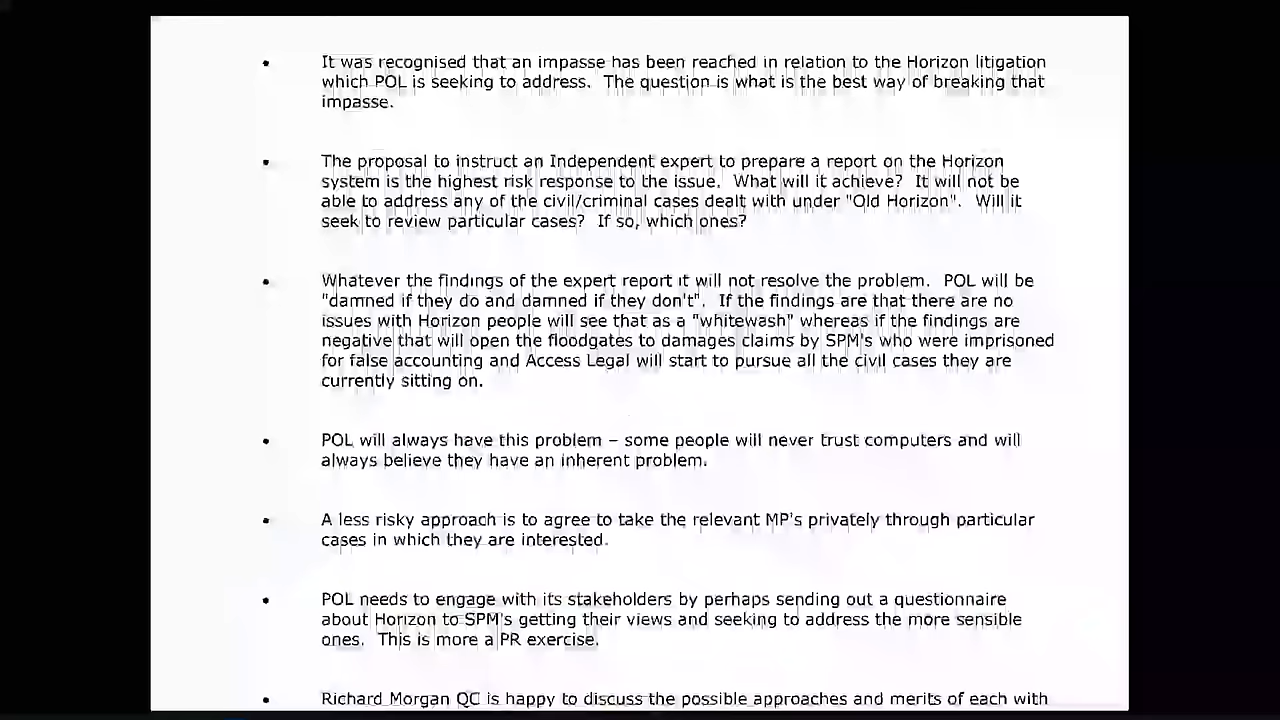 • It was recognised that an impasse has been reached in relation to the Horizon litigation
which POL is seeking to address. The question is what is the best way of breaking that
impasse.
• The proposal to instruct an Independent expert to prepare a report on the Horizon
system is the highest risk response to the issue. What will it achieve? It will not be
able to address any of the civil/criminal cases dealt with under "Old Horizon". Will it
seek to review particular cases? If so, which ones?
• Whatever the findings of the expert report it will not resolve the problem. POL will be
"damned if they do and damned if they don't". If the findings are that there are no
issues with Horizon people will see that as a "whitewash" whereas if the findings are
negative that will open the floodgates to damages claims by SPM's who were imprisoned
for false accounting and Access Legal will start to pursue all the civil cases they are
currently sitting on.
• POL will always have this problem – some people will never trust computers and will
always believe they have an inherent problem.
• A less risky approach is to agree to take the relevant MP's privately through particular
cases in which they are interested.
• POL needs to engage with its stakeholders by perhaps sending out a questionnaire
about Horizon to SPM's getting their views and seeking to address the more sensible
ones. This is more a PR exercise.
• Richard Morgan QC is happy to discuss the possible approaches and merits of each with